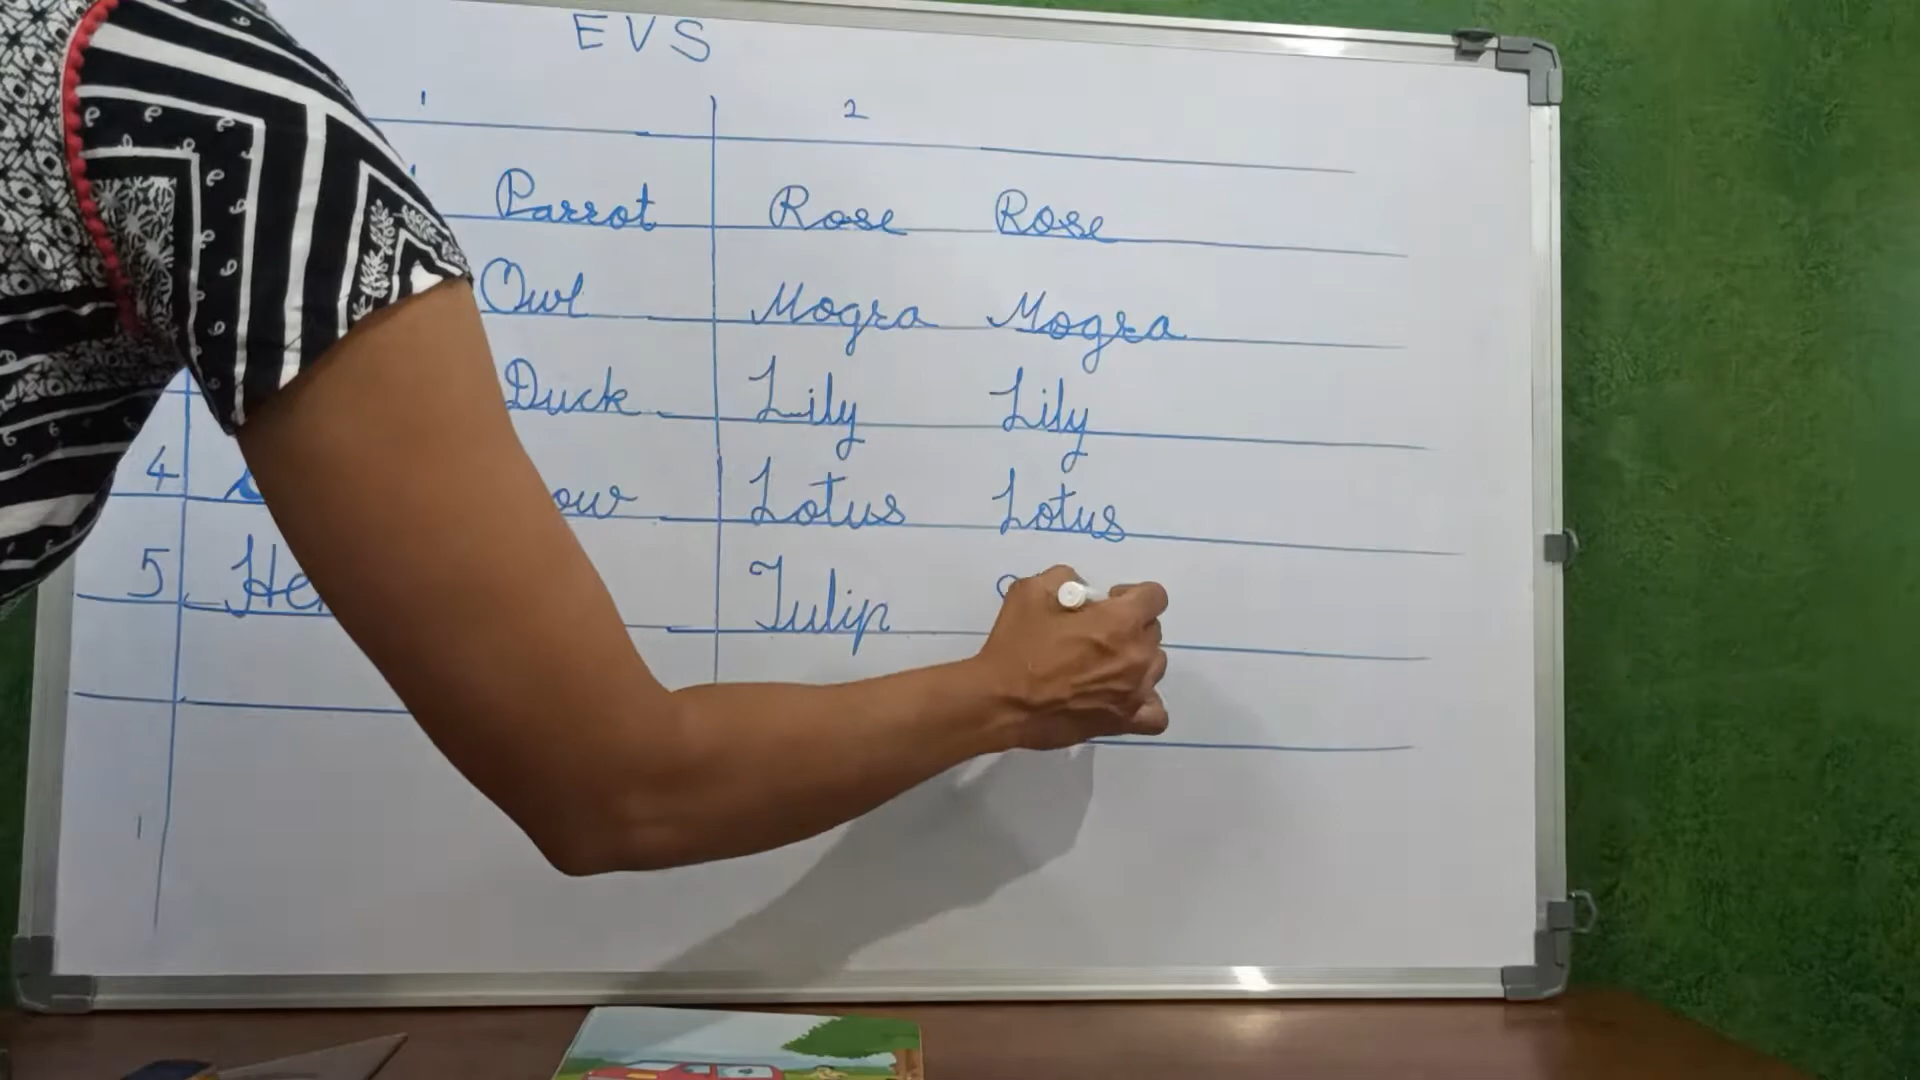 EVS
1 2
Parrot Rose Rose
Owl Mogra Mogra
Duck Lily Lily
4 Lotus Lotus
5 Tulip